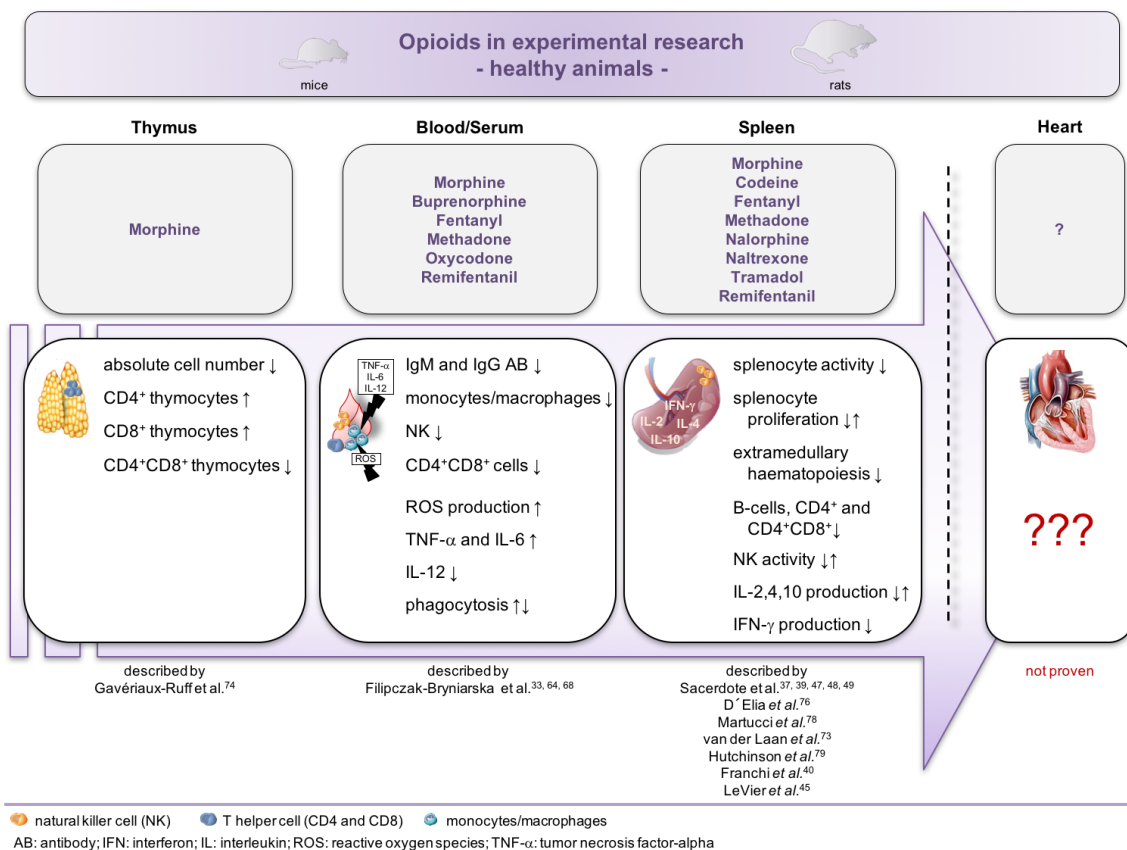 Opioids in experimental research
- healthy animals -
mice
rats
Thymus
Morphine
absolute cell number ↓
CD4⁺ thymocytes ↑
CD8⁺ thymocytes ↑
CD4⁺CD8⁺ thymocytes ↓
described by
Gavériaux-Ruff et al.⁷⁴
Blood/Serum
Morphine
Buprenorphine
Fentanyl
Methadone
Oxycodone
Remifentanil
TNF-α
IL-6
IL-12
ROS
IgM and IgG AB ↓
monocytes/macrophages ↓
NK ↓
CD4⁺CD8⁺ cells ↓
ROS production ↑
TNF-α and IL-6 ↑
IL-12 ↓
phagocytosis ↑↓
described by
Filipczak-Bryniarska et al.³³, ⁶⁴, ⁶⁸
Spleen
Morphine
Codeine
Fentanyl
Methadone
Nalorphine
Naltrexone
Tramadol
Remifentanil
IFN-γ
IL-2
IL-4
IL-10
splenocyte activity ↓
splenocyte
proliferation ↓↑
extramedullary
haematopoiesis ↓
B-cells, CD4⁺ and
CD4⁺CD8⁺↓
NK activity ↓↑
IL-2,4,10 production ↓↑
IFN-γ production ↓
described by
Sacerdote et al.³⁷, ³⁹, ⁴⁷, ⁴⁸, ⁴⁹
D´Elia et al.⁷⁶
Martucci et al.⁷⁸
van der Laan et al.⁷³
Hutchinson et al.⁷⁹
Franchi et al.⁴⁰
LeVier et al.⁴⁵
Heart
?
???
not proven
natural killer cell (NK)
T helper cell (CD4 and CD8)
monocytes/macrophages
AB: antibody; IFN: interferon; IL: interleukin; ROS: reactive oxygen species; TNF-α: tumor necrosis factor-alpha